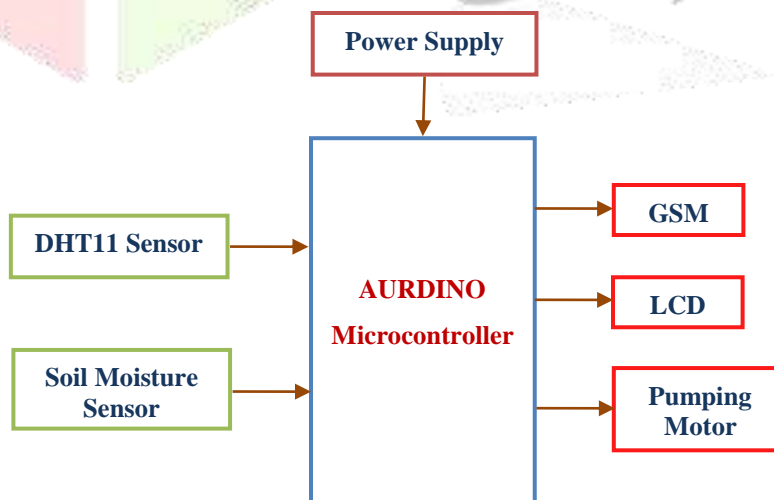 Power Supply
DHT11 Sensor
Soil Moisture
Sensor
AURDINO
Microcontroller
GSM
LCD
Pumping
Motor